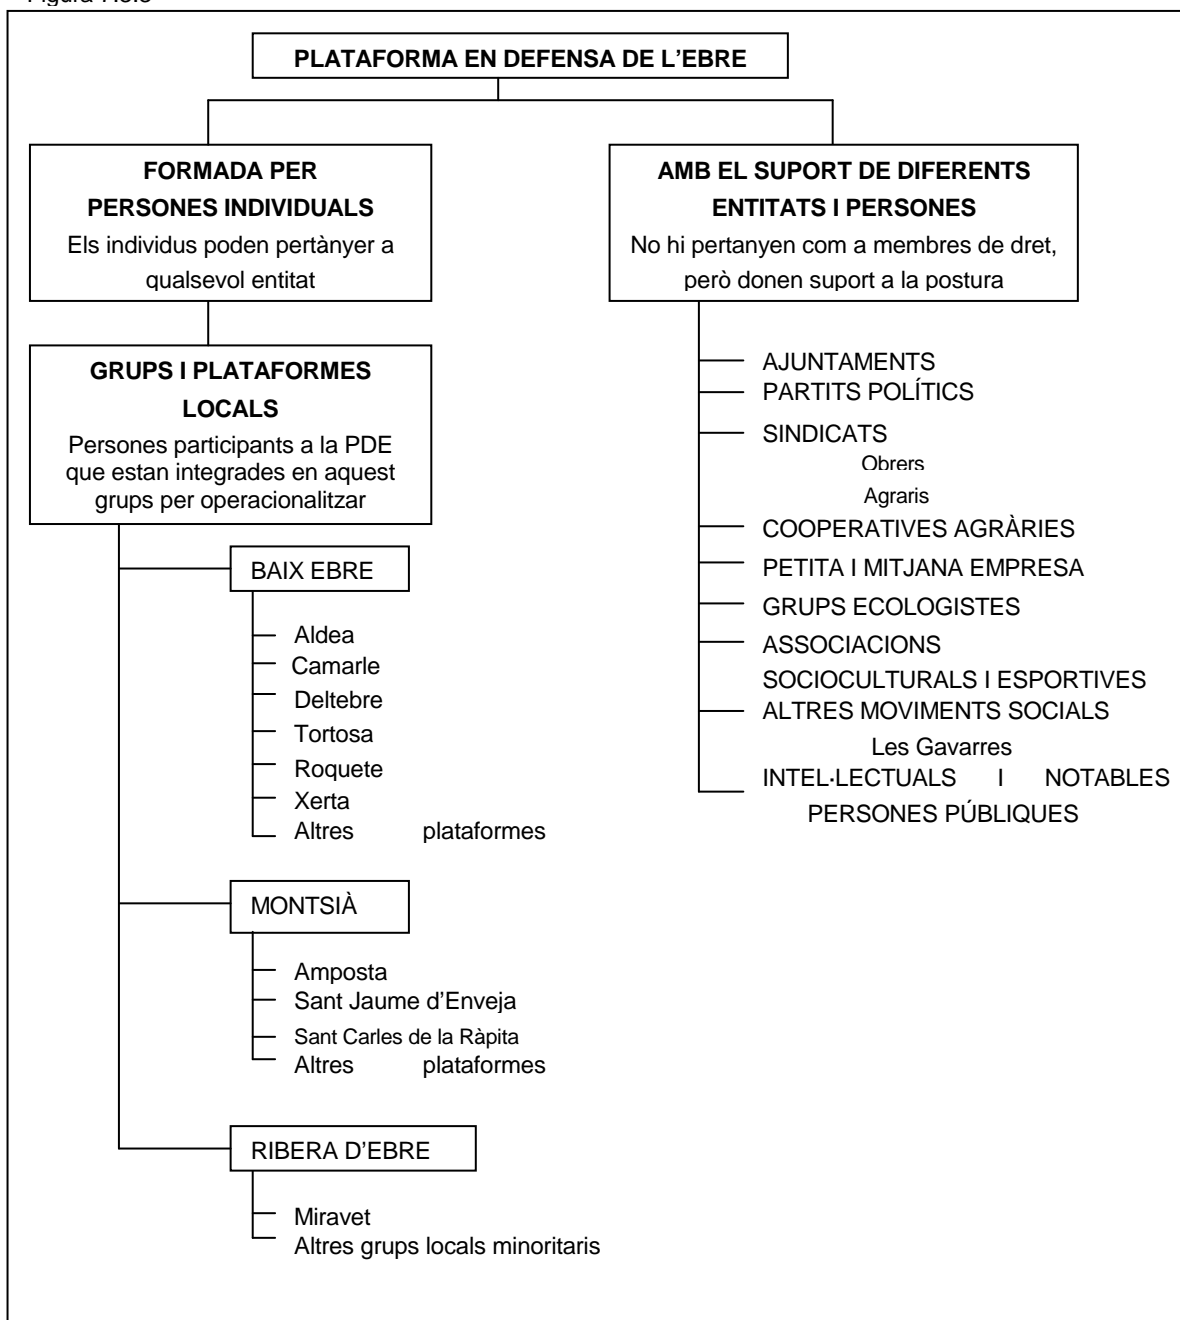 PLATAFORMA EN DEFENSA DE L'EBRE
FORMADA PER
PERSONES INDIVIDUALS
Els individus poden pertànyer a
qualsevol entitat
GRUPS I PLATAFORMES
LOCALS
Persones participants a la PDE
que estan integrades en aquest
grups per operacionalitzar
BAIX EBRE
Aldea
Camarle
Deltebre
Tortosa
Roquete
Xerta
Altres plataformes
MONTSIÀ
Amposta
Sant Jaume d'Enveja
Sant Carles de la Ràpita
Altres plataformes
RIBERA D'EBRE
Miravet
Altres grups locals minoritaris
AMB EL SUPORT DE DIFERENTS
ENTITATS I PERSONES
No hi pertanyen com a membres de dret,
però donen suport a la postura
AJUNTAMENTS
PARTITS POLÍTICS
SINDICATS
Obrers
Agraris
COOPERATIVES AGRÀRIES
PETITA I MITJANA EMPRESA
GRUPS ECOLOGISTES
ASSOCIACIONS
SOCIOCULTURALS I ESPORTIVES
ALTRES MOVIMENTS SOCIALS
Les Gavarres
INTEL·LECTUALS I NOTABLES
PERSONES PÚBLIQUES